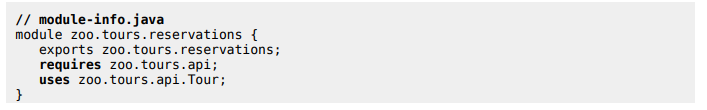 // module-info.java
module zoo.tours.reservations {
   exports zoo.tours.reservations;
   requires zoo.tours.api;
   uses zoo.tours.api.Tour;
}